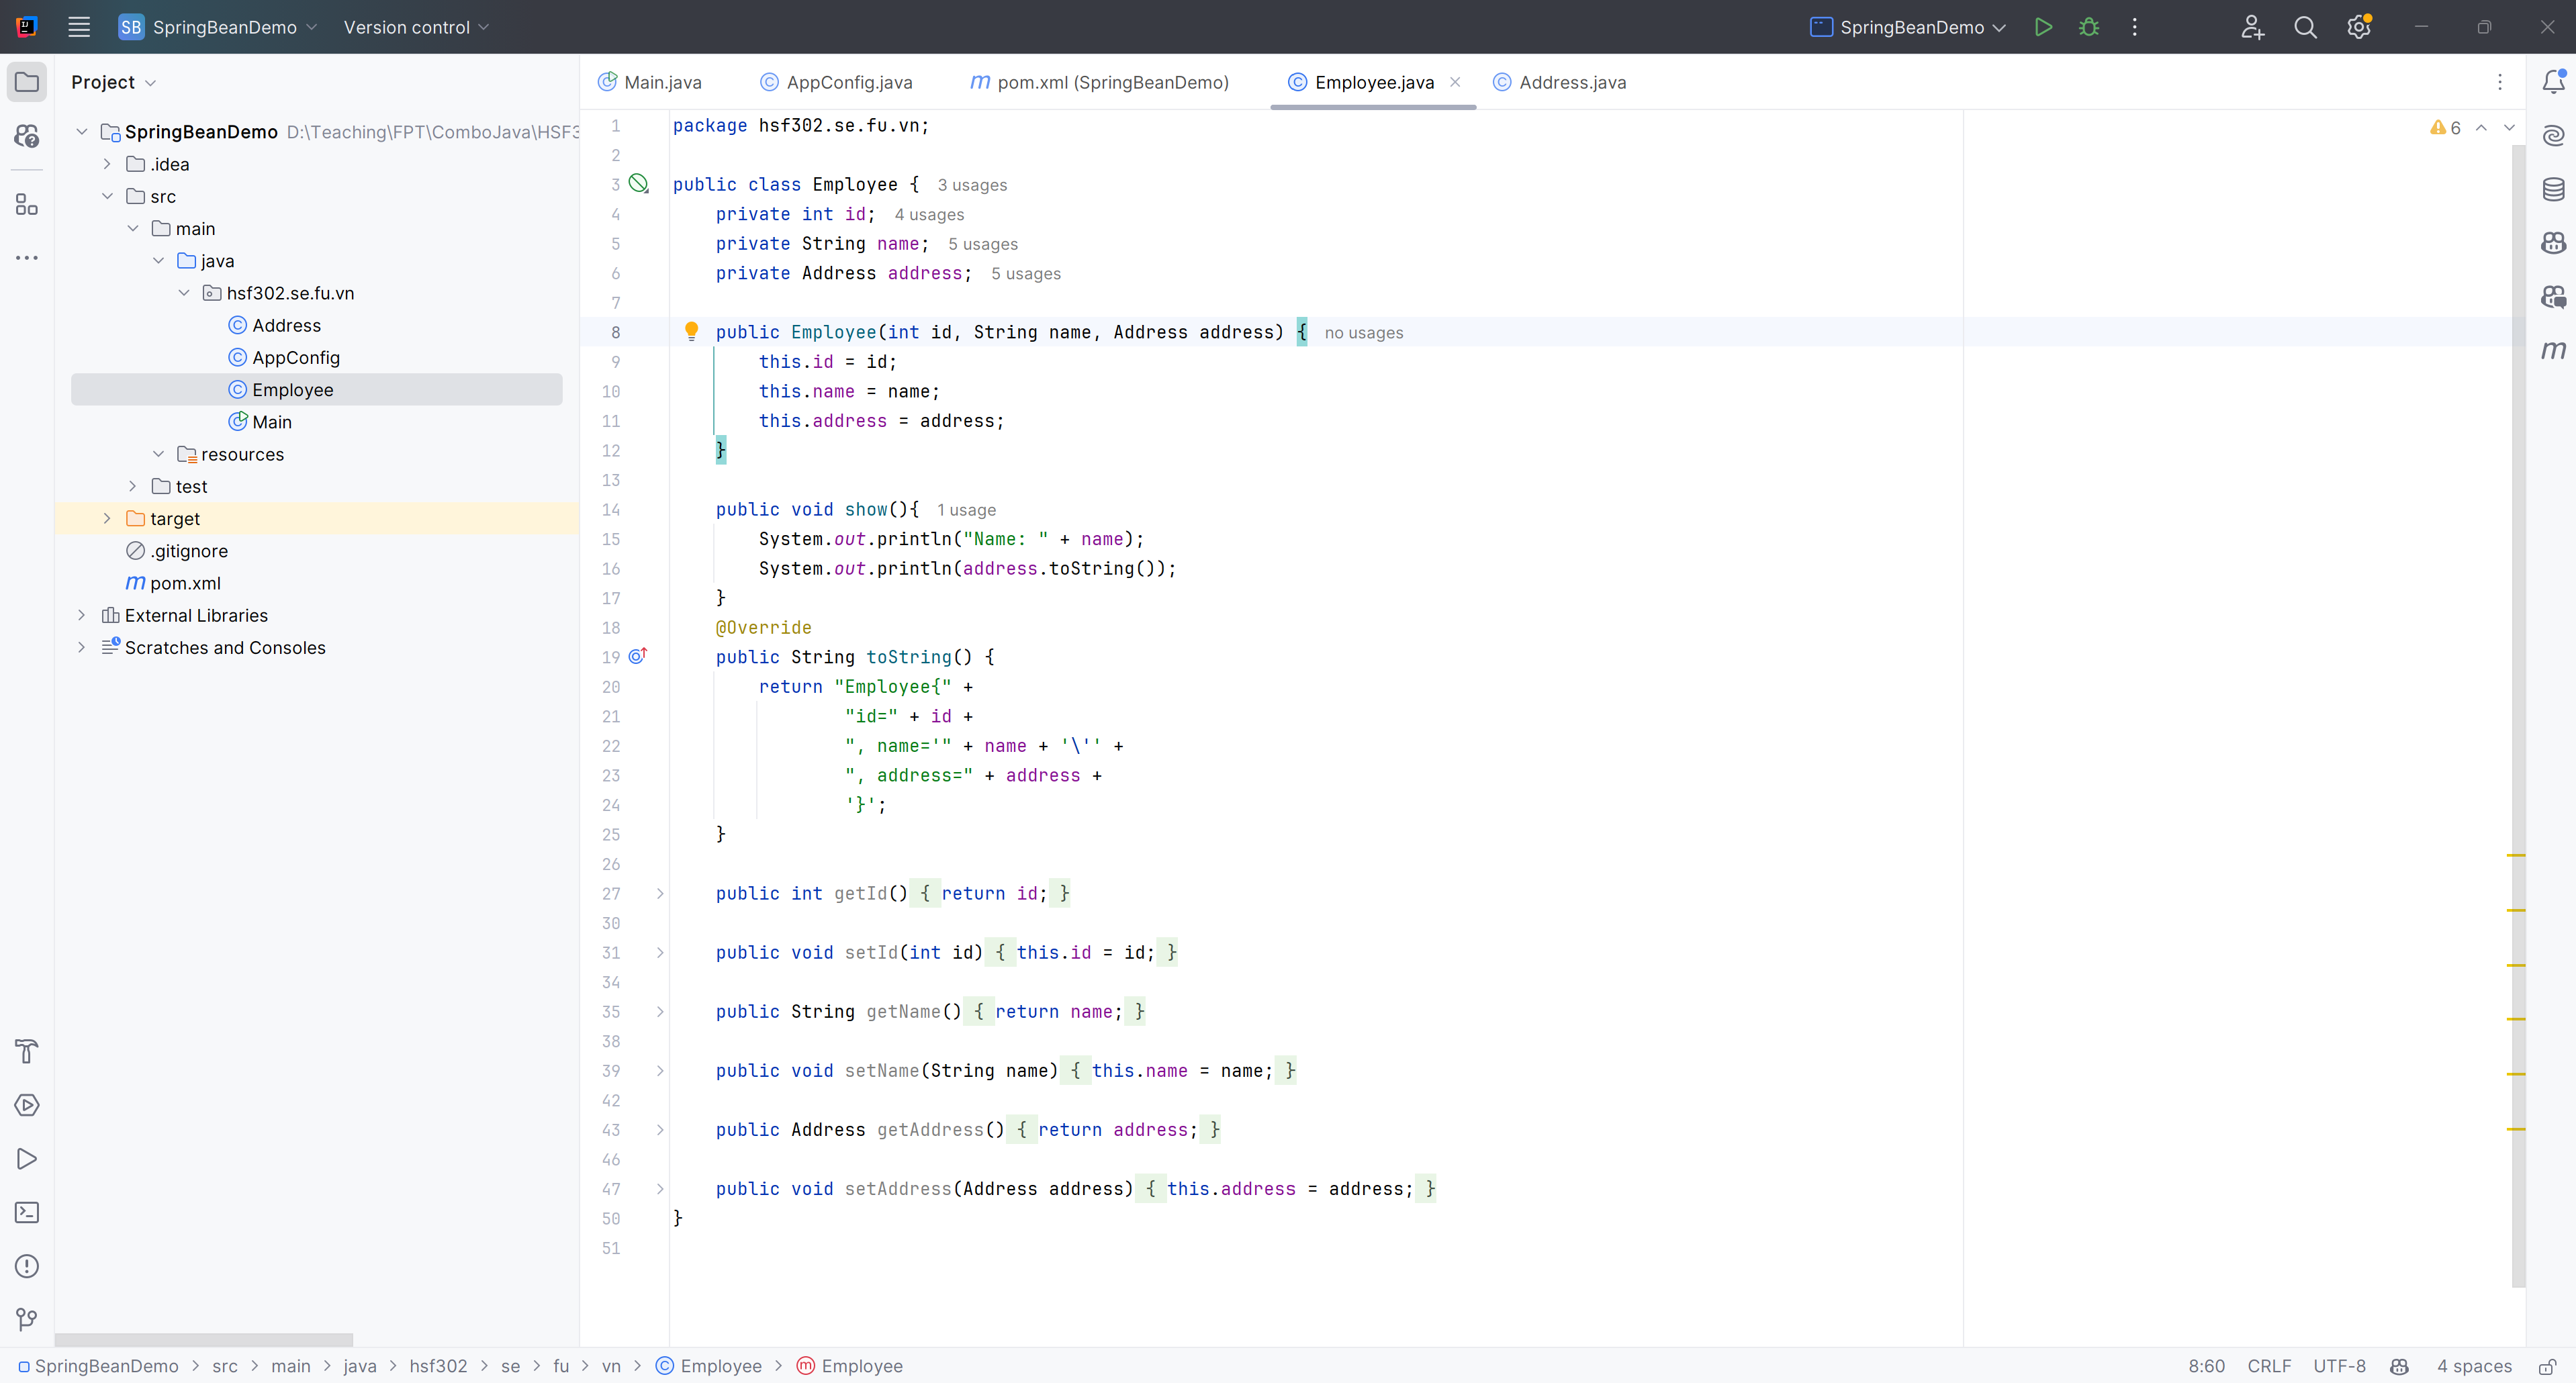 SB SpringBeanDemo Version control SpringBeanDemo
Project
Main.java AppConfig.java pom.xml (SpringBeanDemo) Employee.java Address.java
SpringBeanDemo D:\Teaching\FPT\ComboJava\HSF3
.idea
src
main
java
hsf302.se.fu.vn
Address
AppConfig
Employee
Main
resources
test
target
.gitignore
m pom.xml
External Libraries
Scratches and Consoles
6
1 package hsf302.se.fu.vn;
2
3 public class Employee { 3 usages
4 private int id; 4 usages
5 private String name; 5 usages
6 private Address address; 5 usages
7
8 public Employee(int id, String name, Address address) { no usages
9 this.id = id;
10 this.name = name;
11 this.address = address;
12 }
13
14 public void show(){ 1 usage
15 System.out.println("Name: " + name);
16 System.out.println(address.toString());
17 }
18 @Override
19 public String toString() {
20 return "Employee{" +
21 "id=" + id +
22 ", name='" + name + '\'' +
23 ", address=" + address +
24 '}';
25 }
26
27 public int getId() { return id; }
30
31 public void setId(int id) { this.id = id; }
34
35 public String getName() { return name; }
38
39 public void setName(String name) { this.name = name; }
42
43 public Address getAddress() { return address; }
46
47 public void setAddress(Address address) { this.address = address; }
50 }
51
SpringBeanDemo > src > main > java > hsf302 > se > fu > vn > Employee > Employee
8:60 CRLF UTF-8 4 spaces